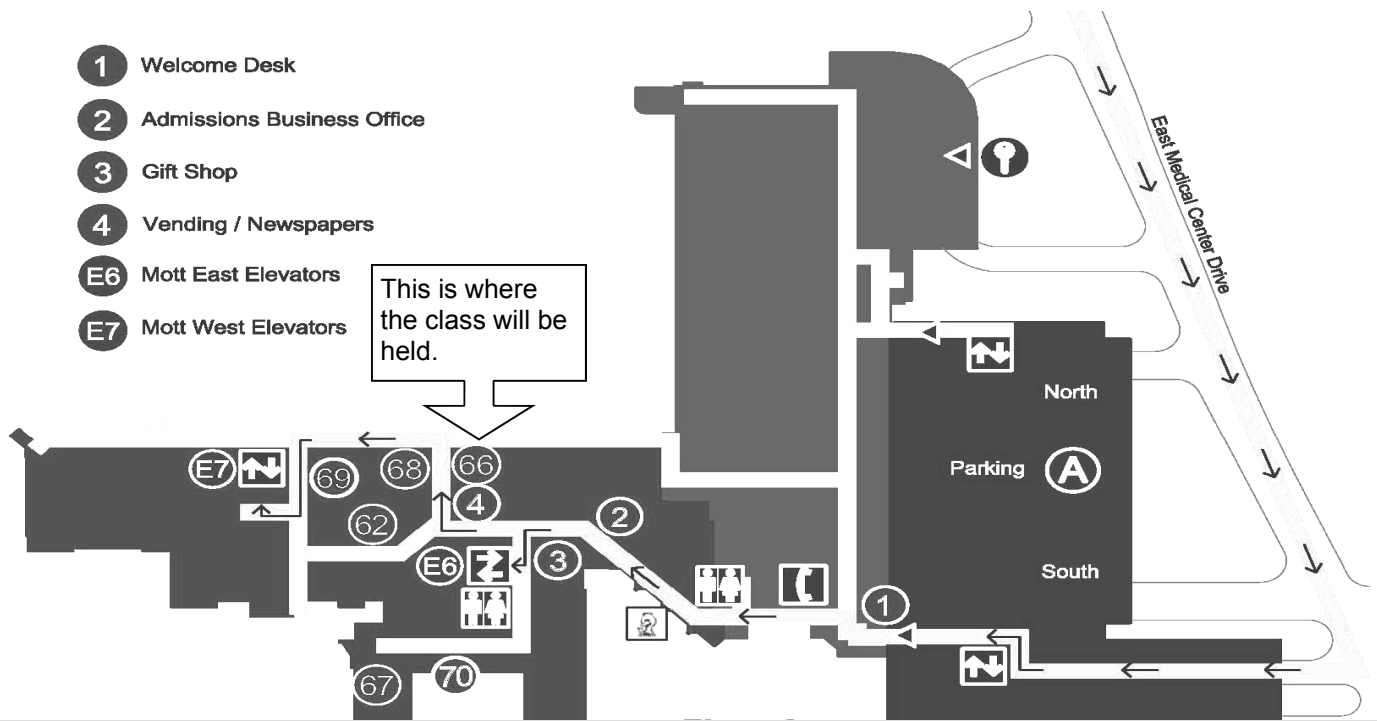 1 Welcome Desk
2 Admissions Business Office
3 Gift Shop
4 Vending / Newspapers
E6 Mott East Elevators
E7 Mott West Elevators
This is where
the class will be
held.
East Medical Center Drive
North
Parking A
South
E7
69
68
66
4
62
2
E6
3
1
67
70